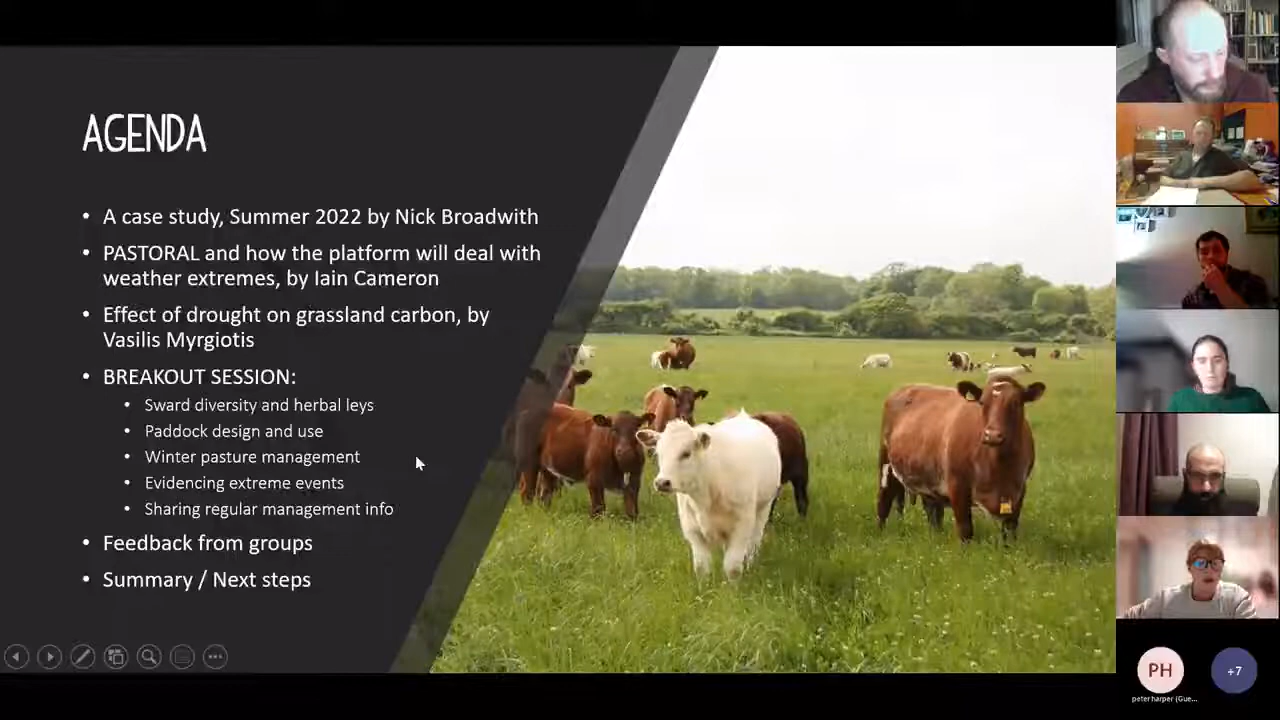 AGENDA
• A case study, Summer 2022 by Nick Broadwith
• PASTORAL and how the platform will deal with
weather extremes, by Iain Cameron
• Effect of drought on grassland carbon, by
Vasilis Myrgiotis
• BREAKOUT SESSION:
• Sward diversity and herbal leys
• Paddock design and use
• Winter pasture management
• Evidencing extreme events
• Sharing regular management info
• Feedback from groups
• Summary / Next steps
PH
+7
peter harper (Gue...